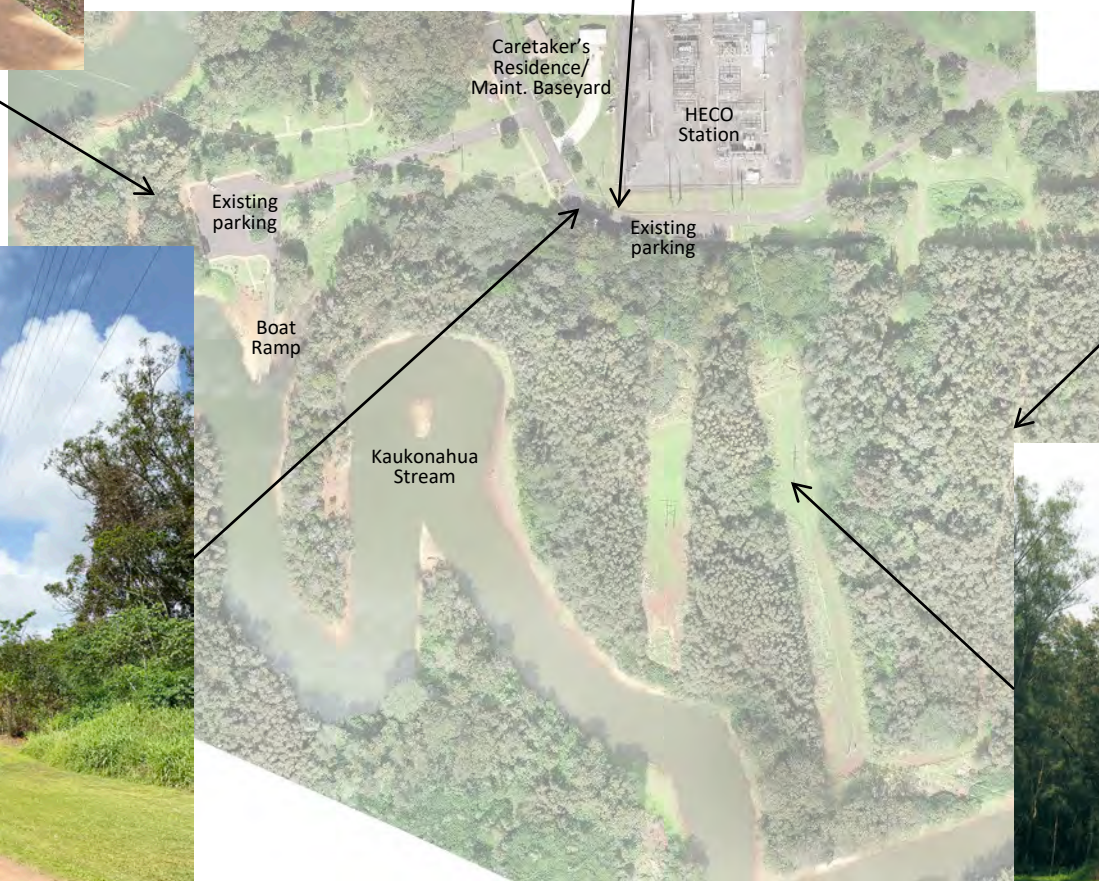 Caretaker's
Residence/
Maint. Baseyard
HECO
Station
Existing
parking
Existing
parking
Boat
Ramp
Kaukonahua
Stream